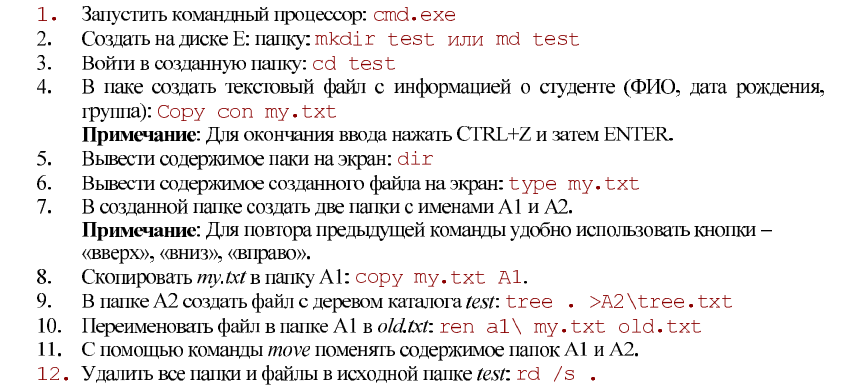 1. Запустить командный процессор: cmd.exe
2. Создать на диске E: папку: mkdir test или md test
3. Войти в созданную папку: cd test
4. В паке создать текстовый файл с информацией о студенте (ФИО, дата рождения,
группа): Copy con my.txt
Примечание: Для окончания ввода нажать CTRL+Z и затем ENTER.
5. Вывести содержимое паки на экран: dir
6. Вывести содержимое созданного файла на экран: type my.txt
7. В созданной папке создать две папки с именами A1 и A2.
Примечание: Для повтора предыдущей команды удобно использовать кнопки –
«вверх», «вниз», «вправо».
8. Скопировать my.txt в папку A1: copy my.txt A1.
9. В папке A2 создать файл с деревом каталога test: tree . >A2\tree.txt
10. Переименовать файл в папке A1 в old.txt: ren a1\ my.txt old.txt
11. С помощью команды move поменять содержимое папок A1 и A2.
12. Удалить все папки и файлы в исходной папке test: rd /s .